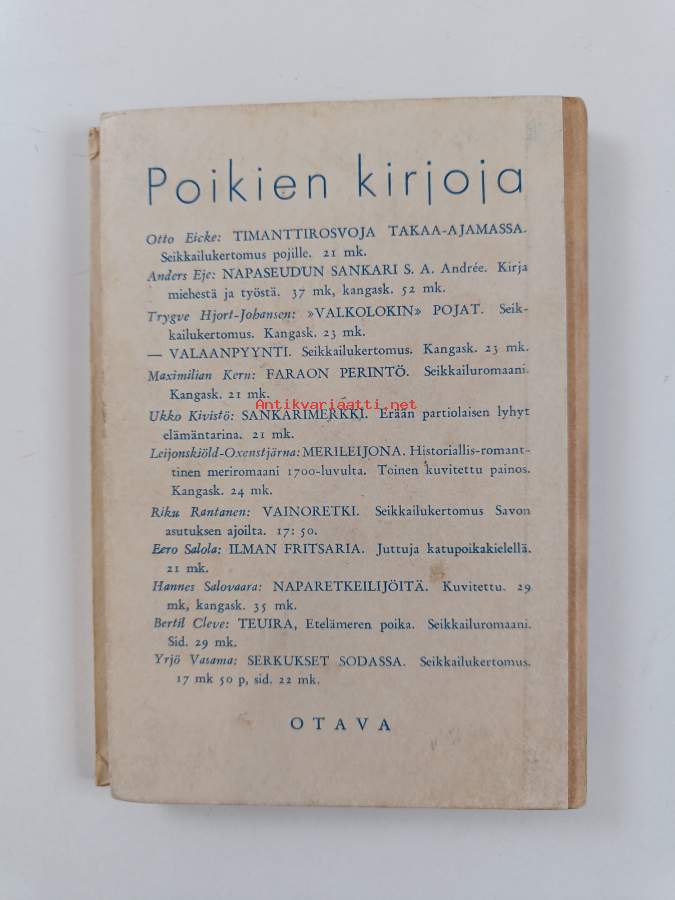 Poikien kirjoja
Otto Eicke: TIMANTTIROSVOJA TAKAA-AJAMASSA.
Seikkailukertomus pojille. 21 mk.
Anders Eje: NAPASEUDUN SANKARI S. A. Andrée. Kirja
miehestä ja työstä. 37 mk, kangask. 52 mk.
Trygve Hjort-Johansen: »VALKOLOKIN» POJAT. Seik-
kailukertomus. Kangask. 23 mk.
— VALAANPYYNTI. Seikkailukertomus. Kangask. 23 mk.
Maximilian Kern: FARAON PERINTÖ. Seikkailuromaani.
Kangask. 21 mk.
Antikvariaatti.net
Ukko Kivistö: SANKARIMERKKI. Erään partiolaisen lyhyt
elämäntarina. 21 mk.
Leijonskiöld-Oxenstjärna: MERILEIJONA. Historiallis-romant-
tinen meriromaani 1700-luvulta. Toinen kuvitettu painos.
Kangask. 24 mk.
Riku Rantanen: VAINORETKI. Seikkailukertomus Savon
asutuksen ajoilta. 17: 50.
Eero Salola: ILMAN FRITSARIA. Juttuja katupoikakielellä.
21 mk.
Hannes Salovaara: NAPARETKEILIJÖITÄ. Kuvitettu. 29
mk, kangask. 35 mk.
Bertil Cleve: TEUIRA, Etelämeren poika. Seikkailuromaani.
Sid. 29 mk.
Yrjö Vasama: SERKUKSET SODASSA. Seikkailukertomus.
17 mk 50 p, sid. 22 mk.
OTAVA